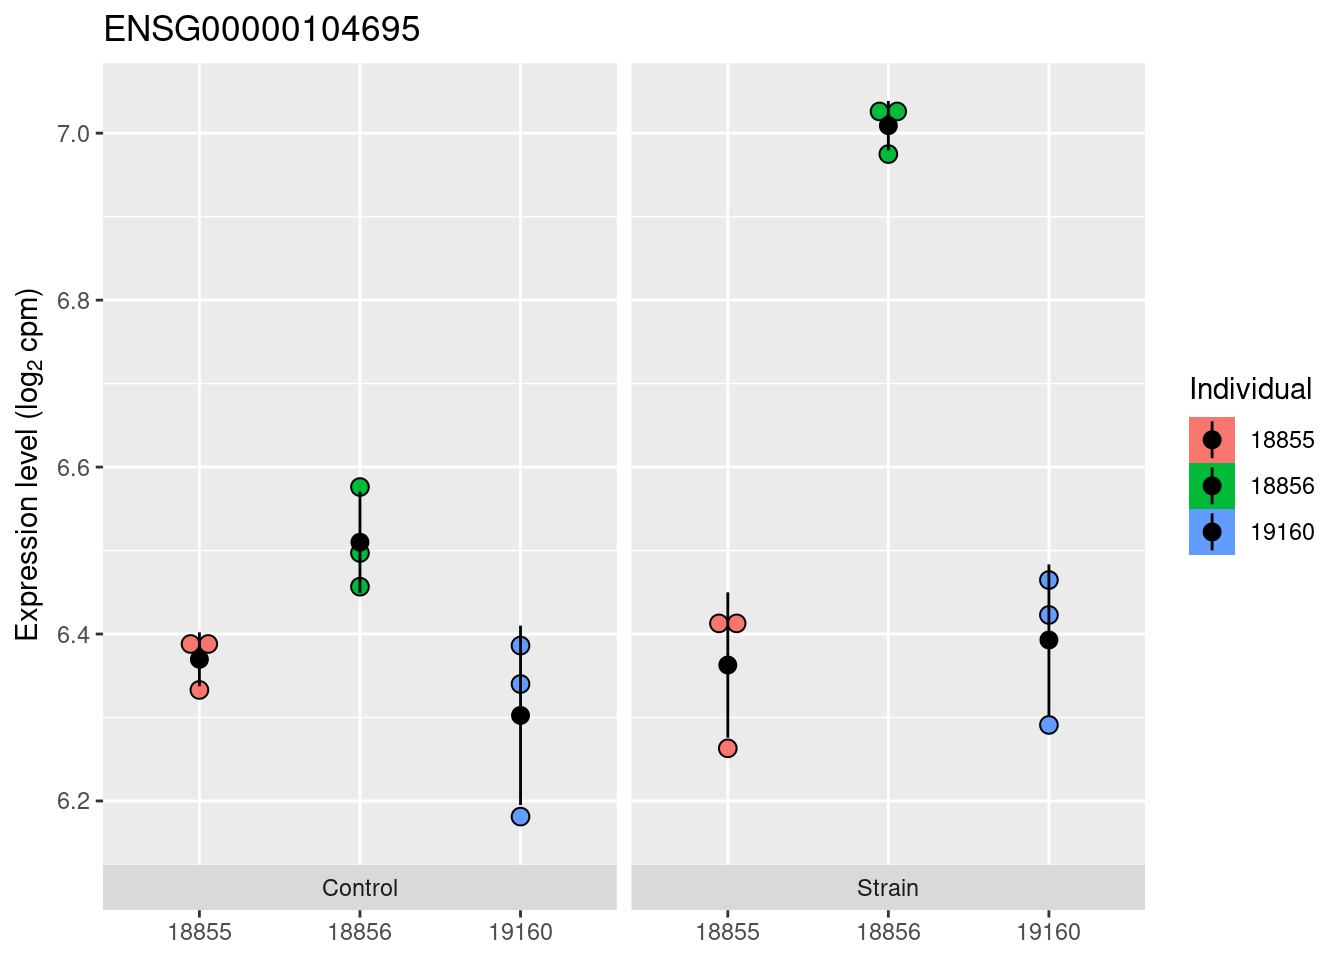 ENSG00000104695
Expression level (log₂ cpm)
7.0
6.8
6.6
6.4
6.2
Control
Strain
18855
18856
19160
18855
18856
19160
Individual
18855
18856
19160